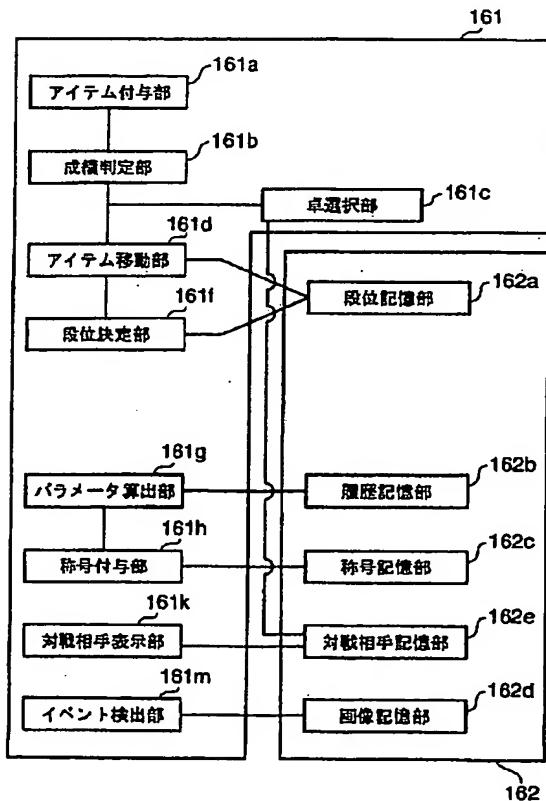 161
161a
アイテム付与部
161b
成績判定部
161c
卓選択部
161d
アイテム移動部
162a
段位記憶部
161f
段位決定部
161g
パラメータ算出部
162b
履歴記憶部
161h
称号付与部
162c
称号記憶部
161k
対戦相手表示部
162e
対戦相手記憶部
161m
イベント検出部
162d
画像記憶部
162